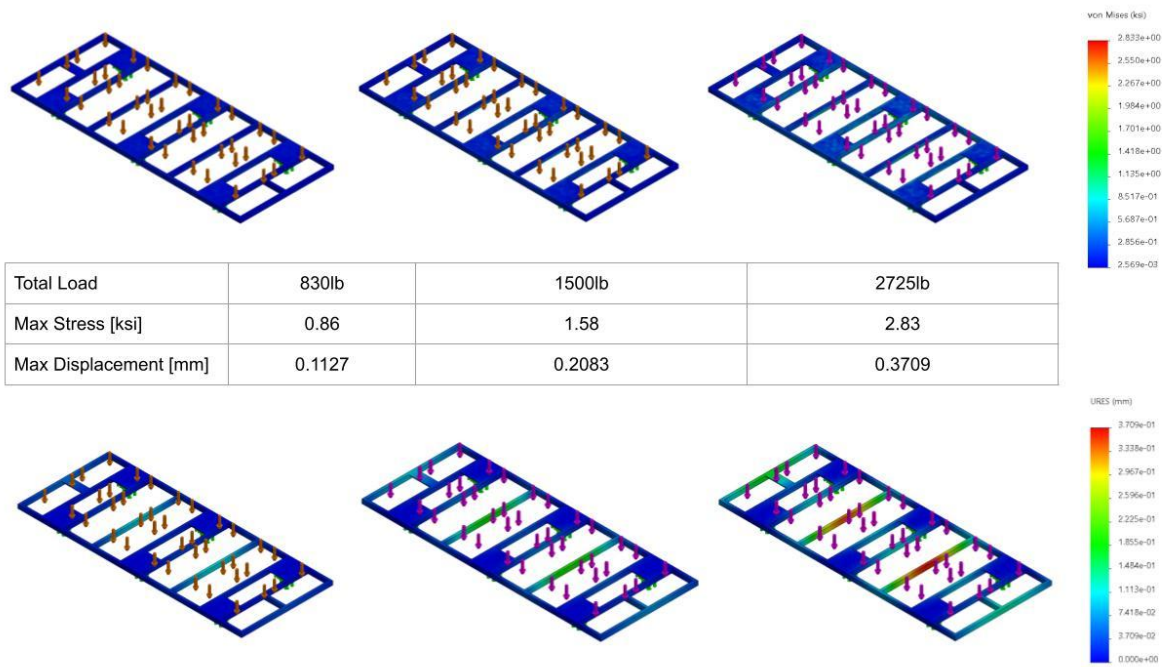 von Mises (ksi)
2.833e+00
2.550e+00
2.267e+00
1.984e+00
1.701e+00
1.418e+00
1.135e+00
8.517e-01
5.687e-01
2.856e-01
2.569e-03
Total Load 830lb 1500lb 2725lb
Max Stress [ksi] 0.86 1.58 2.83
Max Displacement [mm] 0.1127 0.2083 0.3709
URES (mm)
3.709e-01
3.338e-01
2.967e-01
2.596e-01
2.225e-01
1.855e-01
1.484e-01
1.113e-01
7.418e-02
3.709e-02
0.000e+00